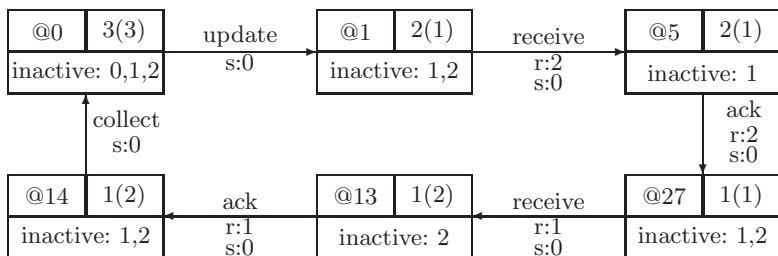 @0 3(3) update @1 2(1) receive @5 2(1)
inactive: 0,1,2 s:0 inactive: 1,2 r:2 inactive: 1
s:0
collect ack
s:0 r:2
s:0
@14 1(2) ack @13 1(2) receive @27 1(1)
inactive: 1,2 r:1 inactive: 2 r:1 inactive: 1,2
s:0 s:0